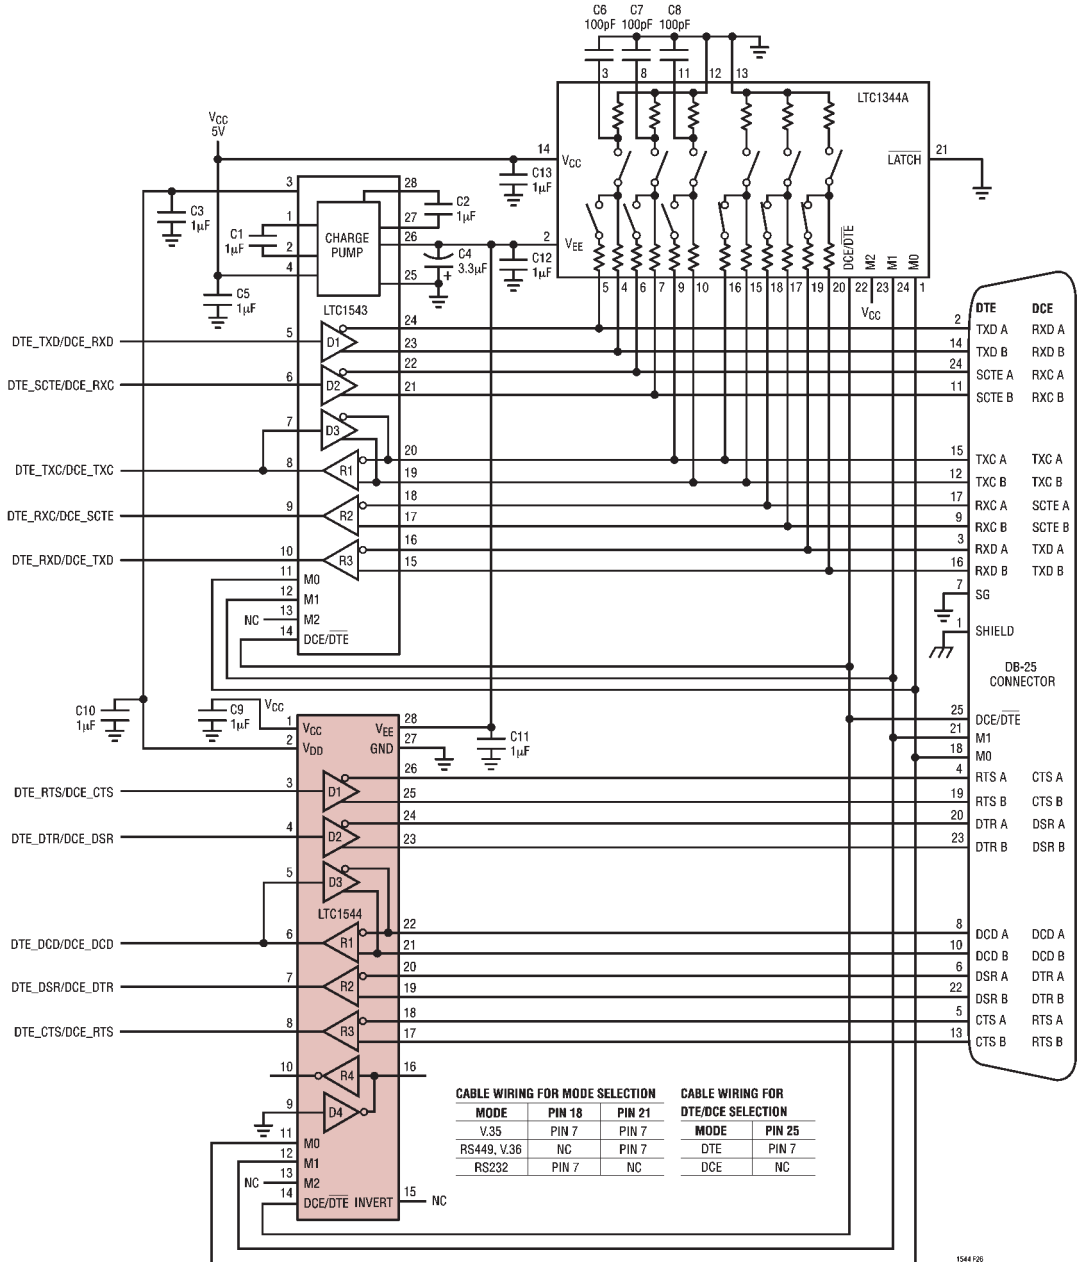 C6 C7 C8
100pF 100pF 100pF
3 8 11 12 13
LTC1344A
VCC
5V
14 VCC
LATCH 21
C13
1µF
3 28
C3
1µF
C2
1µF
27
1 26
C1
1µF
CHARGE
PUMP
2
4 25
C4
3.3µF
+
C12
1µF
2 VEE
DCE/DTE M2 M1 M0
C5
1µF
LTC1543
5 4 6 7 9 10 16 15 18 17 19 20 22 23 24 1
VCC
DTE DCE
DTE_TXD/DCE_RXD 5 D1 24 2 TXD A RXD A
23 14 TXD B RXD B
DTE_SCTE/DCE_RXC 6 D2 22 24 SCTE A RXC A
21 11 SCTE B RXC B
7 D3
DTE_TXC/DCE_TXC 8 R1 20 15 TXC A TXC A
19 12 TXC B TXC B
DTE_RXC/DCE_SCTE 9 R2 18 17 RXC A SCTE A
17 9 RXC B SCTE B
DTE_RXD/DCE_TXD 10 R3 16 3 RXD A TXD A
15 16 RXD B TXD B
11 M0
12 M1
NC 13 M2
14 DCE/DTE
7 SG
1 SHIELD
DB-25
CONNECTOR
C10
1µF
C9
1µF
VCC
1 VCC VEE 28
2 VDD GND 27
C11
1µF
25 DCE/DTE
21 M1
18 M0
DTE_RTS/DCE_CTS 3 D1 26 4 RTS A CTS A
25 19 RTS B CTS B
DTE_DTR/DCE_DSR 4 D2 24 20 DTR A DSR A
23 23 DTR B DSR B
5 D3
LTC1544
DTE_DCD/DCE_DCD 6 R1 22 8 DCD A DCD A
21 10 DCD B DCD B
DTE_DSR/DCE_DTR 7 R2 20 6 DSR A DTR A
19 22 DSR B DTR B
DTE_CTS/DCE_RTS 8 R3 18 5 CTS A RTS A
17 13 CTS B RTS B
10 R4 16
9 D4
11 M0
12 M1
NC 13 M2
14 DCE/DTE INVERT 15 NC
CABLE WIRING FOR MODE SELECTION
MODE PIN 18 PIN 21
V.35 PIN 7 PIN 7
RS449, V.36 NC PIN 7
RS232 PIN 7 NC
CABLE WIRING FOR
DTE/DCE SELECTION
MODE PIN 25
DTE PIN 7
DCE NC
1544 F26